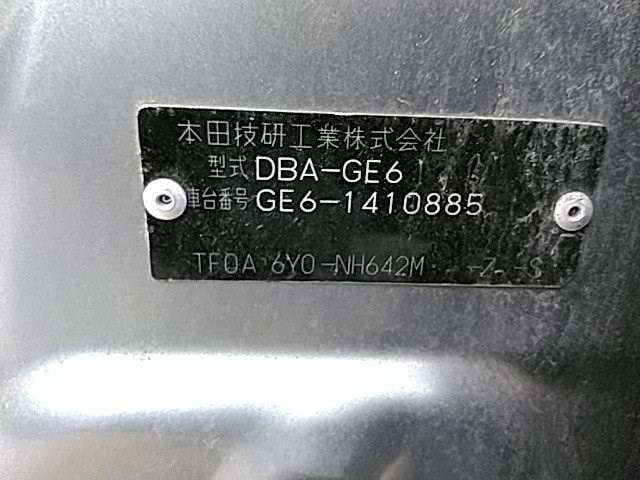 本田技研工業株式会社
型式 DBA-GE6
車台番号 GE6-1410885
TF0A 6Y0-NH642M -Z -S